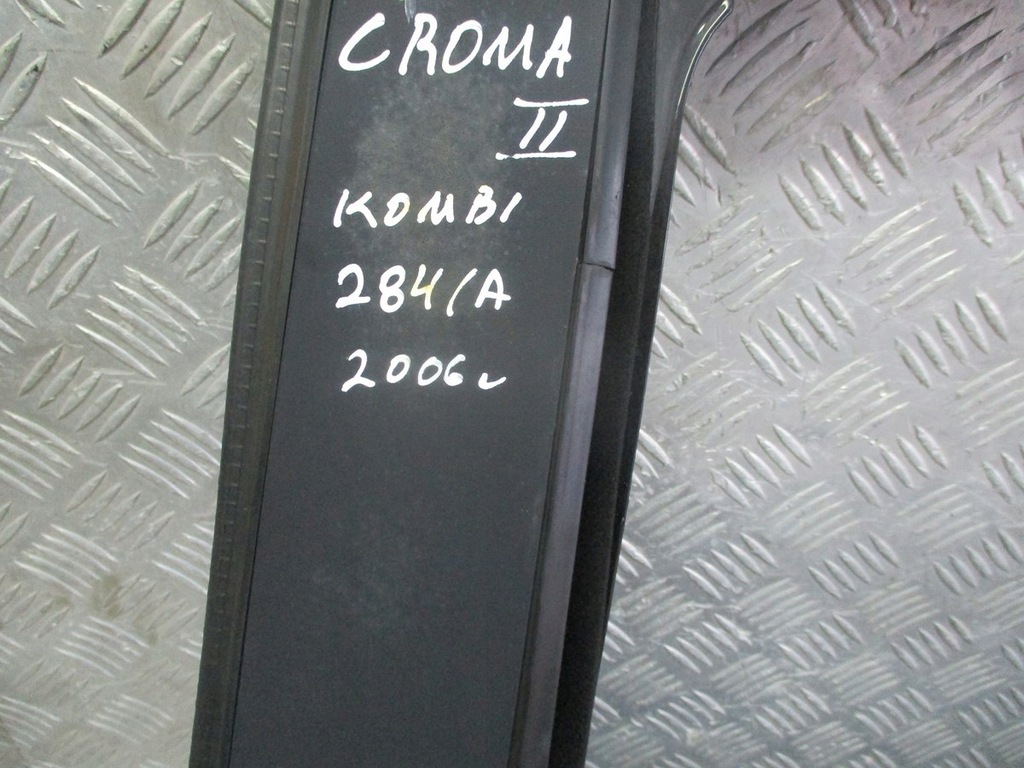 CROMA
II
KOMBI
284/A
2006r